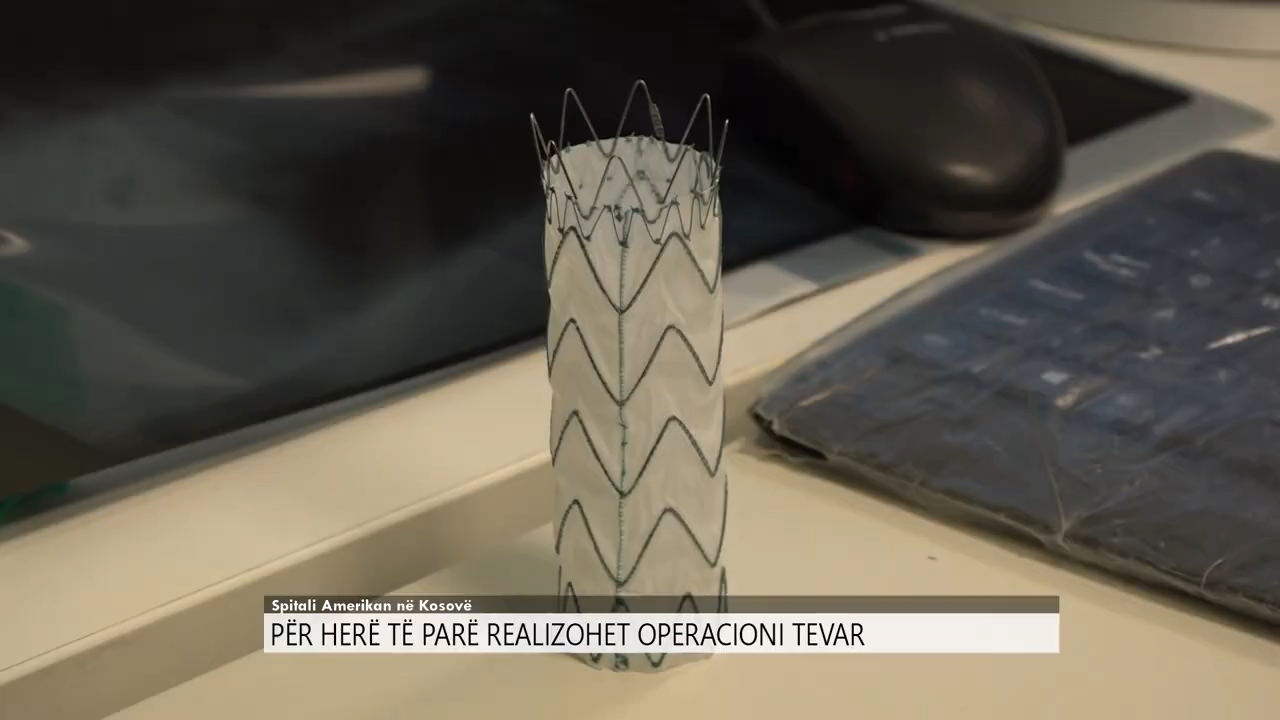 Spitali Amerikan në Kosovë
PËR HERË TË PARË REALIZOHET OPERACIONI TEVAR